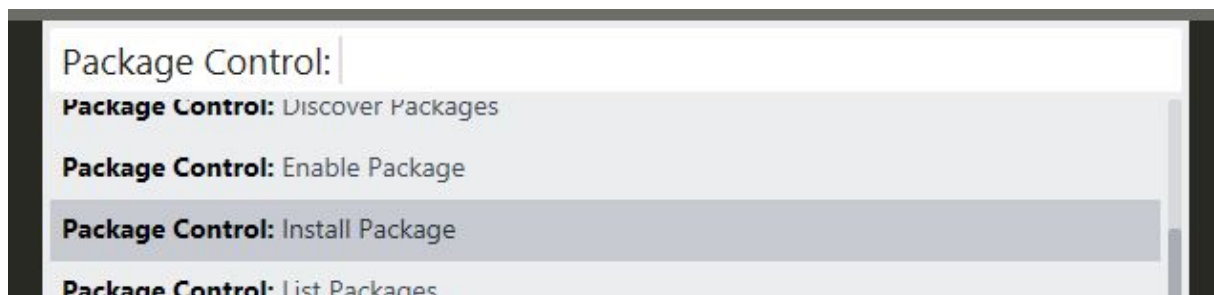 Package Control:
Package Control: Discover Packages
Package Control: Enable Package
Package Control: Install Package
Package Control: List Packages